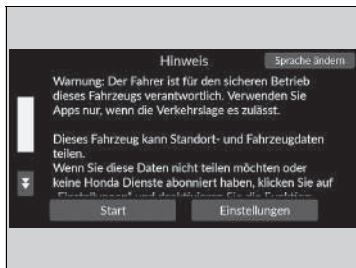 Hinweis
Sprache ändern
Warnung: Der Fahrer ist für den sicheren Betrieb
dieses Fahrzeugs verantwortlich. Verwenden Sie
Apps nur, wenn die Verkehrslage es zulässt.
Dieses Fahrzeug kann Standort- und Fahrzeugdaten
teilen.
Wenn Sie diese Daten nicht teilen möchten oder
keine Honda Dienste abonniert haben, klicken Sie auf
Start
Einstellungen